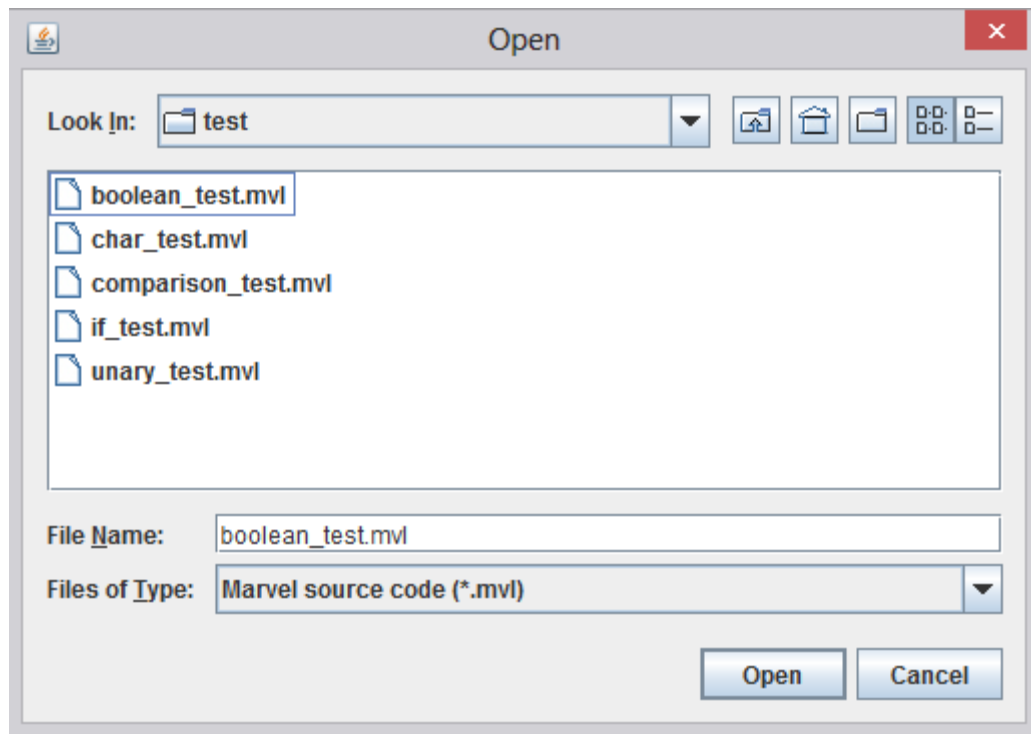 Open
Look In: test
boolean_test.mvl
char_test.mvl
comparison_test.mvl
if_test.mvl
unary_test.mvl
File Name: boolean_test.mvl
Files of Type: Marvel source code (*.mvl)
Open Cancel